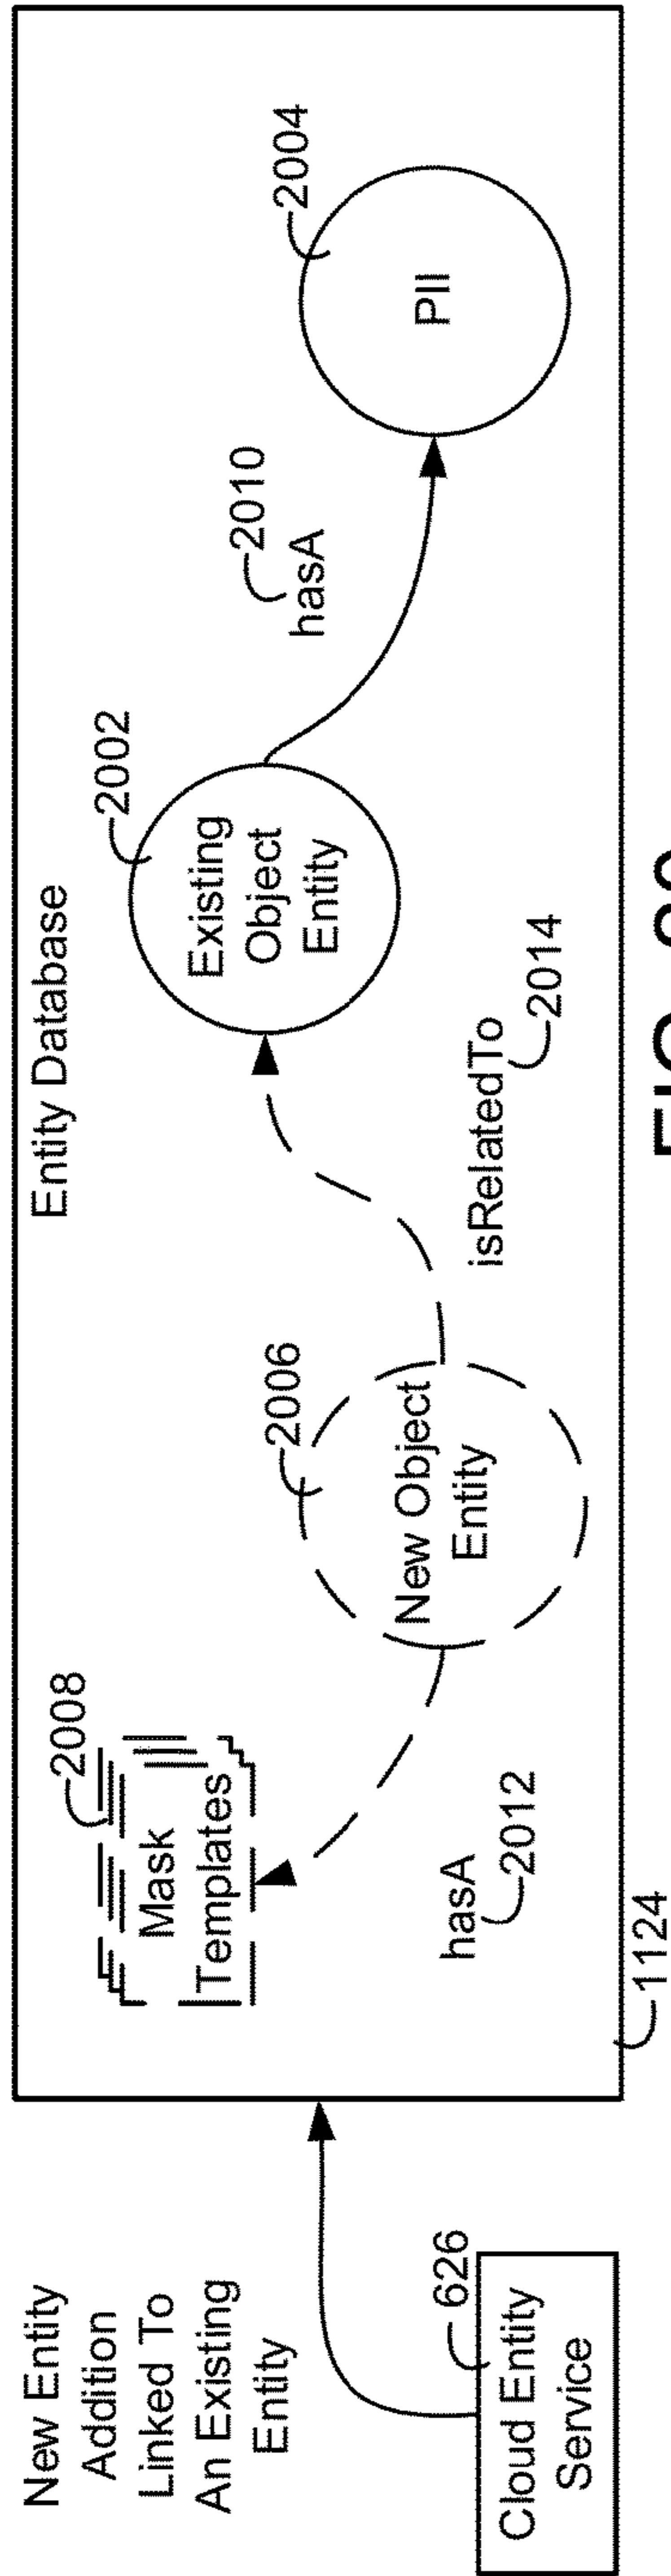 New Entity
Addition
Linked To
An Existing
Entity
Cloud Entity
Service
626
Entity Database
1124
Mask
Templates
2008
hasA
2012
New Object
Entity
2006
isRelatedTo
2014
Existing
Object
Entity
2002
hasA
2010
PII
2004